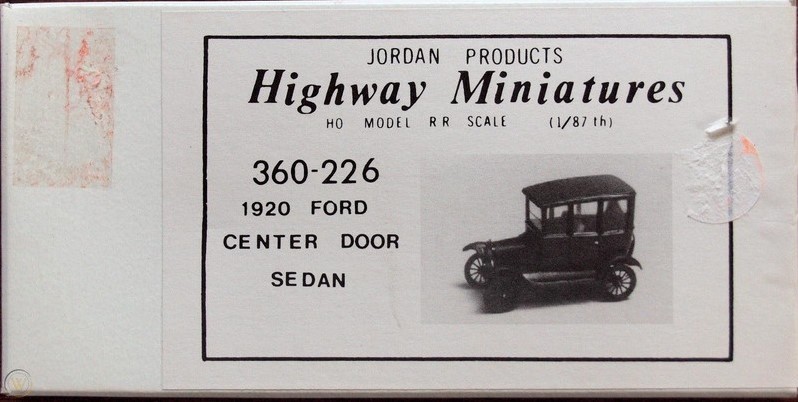 JORDAN PRODUCTS
Highway Miniatures
HO MODEL RR SCALE (1/87 th)
360-226
1920 FORD
CENTER DOOR
SEDAN
W